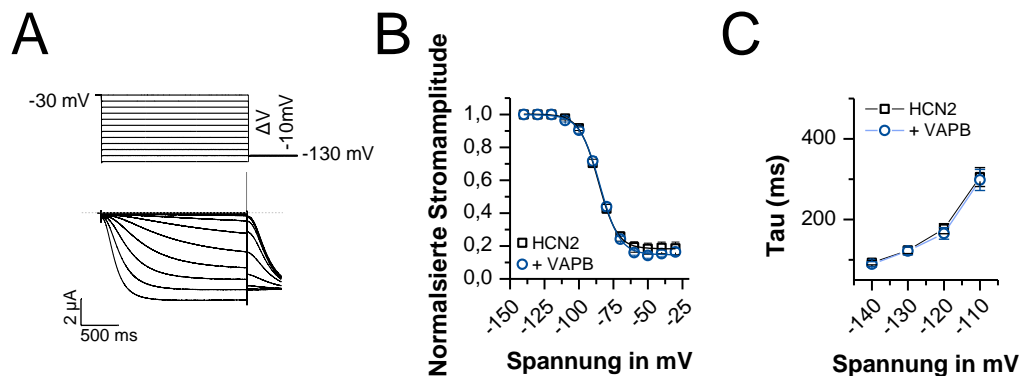 A
-30 mV
ΔV
-10mV
-130 mV
2 µA
500 ms
B
Normalsierte Stromamplitude
1,0
0,8
0,6
0,4
0,2
0,0
HCN2
+ VAPB
-150
-125
-100
-75
-50
-25
Spannung in mV
C
Tau (ms)
400
200
HCN2
+ VAPB
-140
-130
-120
-110
Spannung in mV